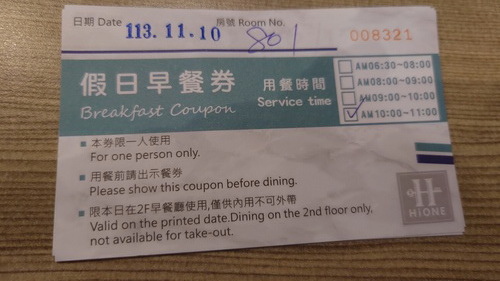 日期 Date 113.11.10 房號 Room No. 801 008321
假日早餐券
Breakfast Coupon
用餐時間
Service time
AM06:30~08:00
AM08:00~09:00
AM09:00~10:00
AM10:00~11:00
▪ 本券限一人使用
For one person only.
▪ 用餐前請出示餐券
Please show this coupon before dining.
▪ 限本日在2F早餐廳使用,僅供內用不可外帶
Valid on the printed date.Dining on the 2nd floor only,
not available for take-out.
HIONE